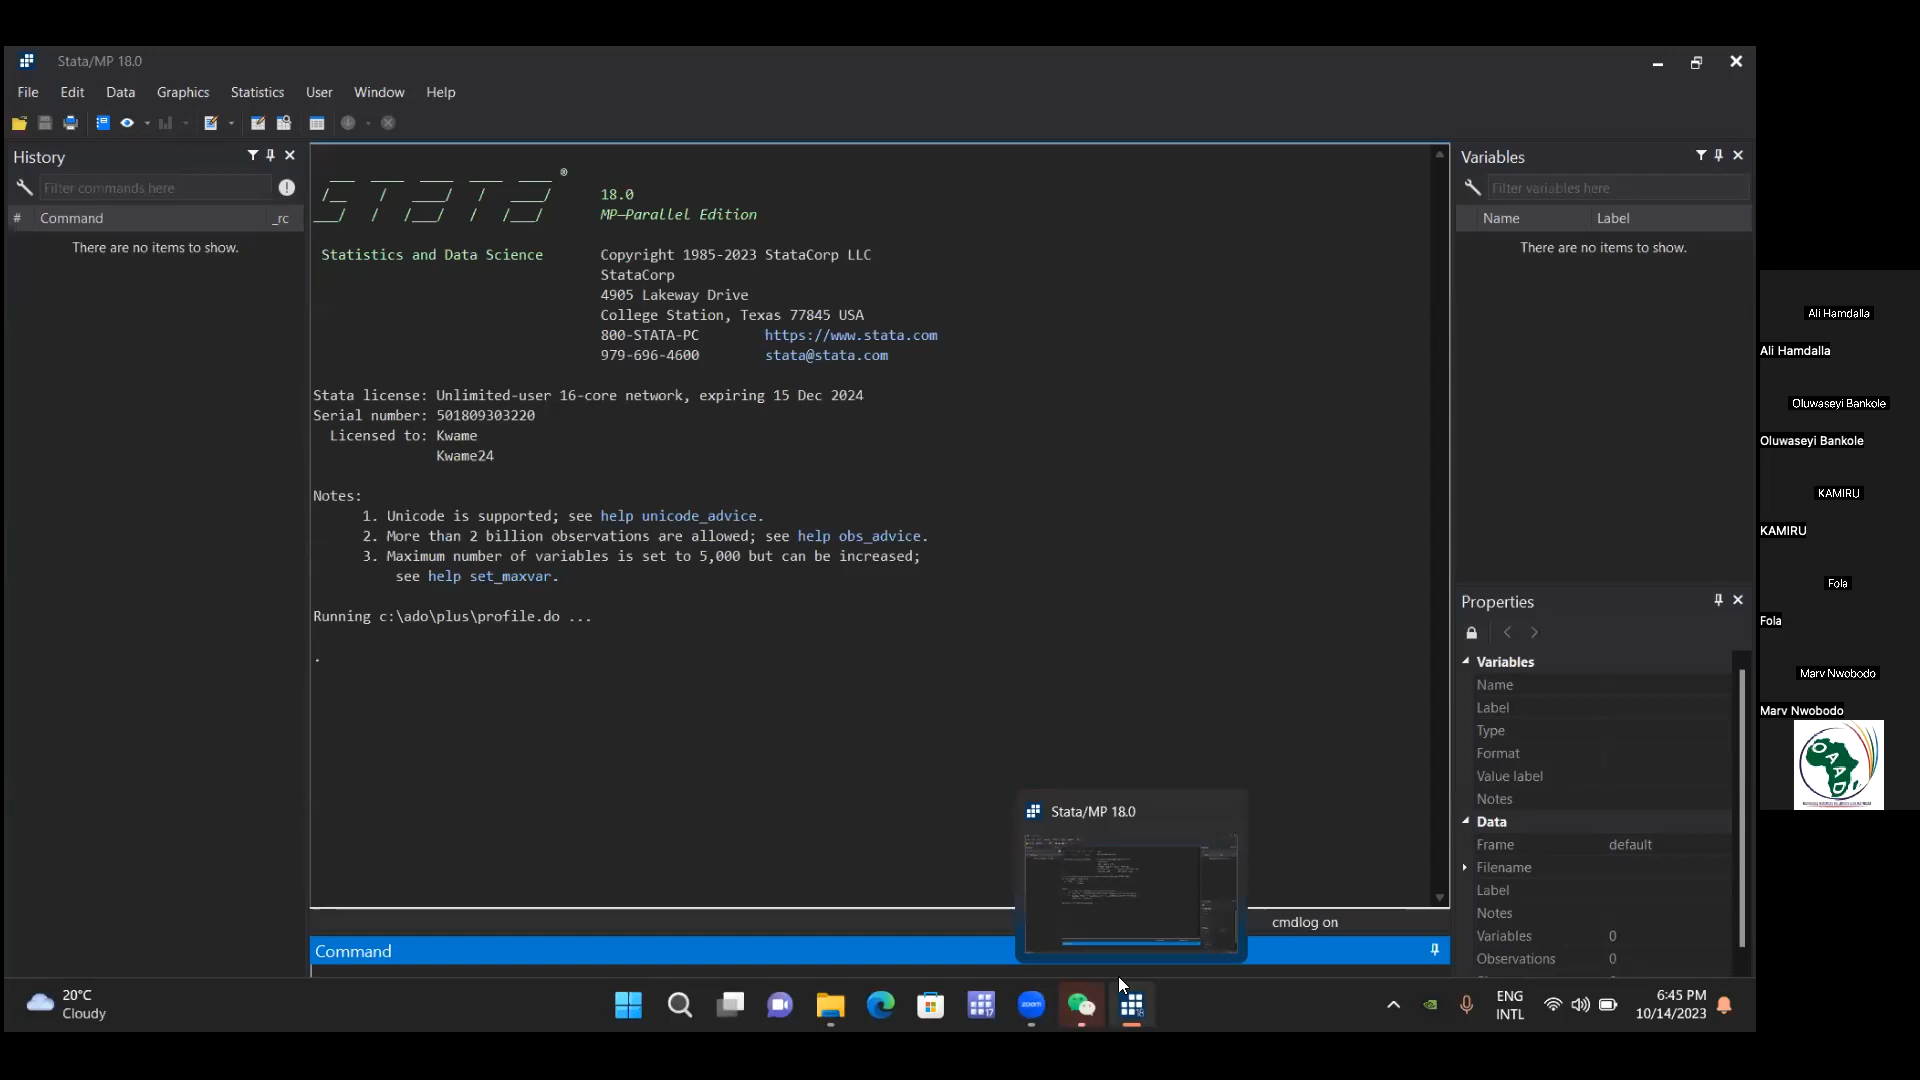 Stata/MP 18.0
File Edit Data Graphics Statistics User Window Help
History
Filter commands here
# Command _rc
There are no items to show.
®
18.0
MP—Parallel Edition
Statistics and Data Science
Copyright 1985-2023 StataCorp LLC
StataCorp
4905 Lakeway Drive
College Station, Texas 77845 USA
800-STATA-PC https://www.stata.com
979-696-4600 stata@stata.com
Stata license: Unlimited-user 16-core network, expiring 15 Dec 2024
Serial number: 501809303220
Licensed to: Kwame
Kwame24
Notes:
1. Unicode is supported; see help unicode_advice.
2. More than 2 billion observations are allowed; see help obs_advice.
3. Maximum number of variables is set to 5,000 but can be increased;
see help set_maxvar.
Running c:\ado\plus\profile.do ...
.
Stata/MP 18.0
cmdlog on
Command
Variables
Filter variables here
Name Label
There are no items to show.
Properties
Variables
Name
Label
Type
Format
Value label
Notes
Data
Frame default
Filename
Label
Notes
Variables 0
Observations 0
Ali Hamdalla
Ali Hamdalla
Oluwaseyi Bankole
Oluwaseyi Bankole
KAMIRU
KAMIRU
Fola
Fola
Marv Nwobodo
Marv Nwobodo
OAAD
20°C
Cloudy
17
zoom
18
ENG
INTL
6:45 PM
10/14/2023